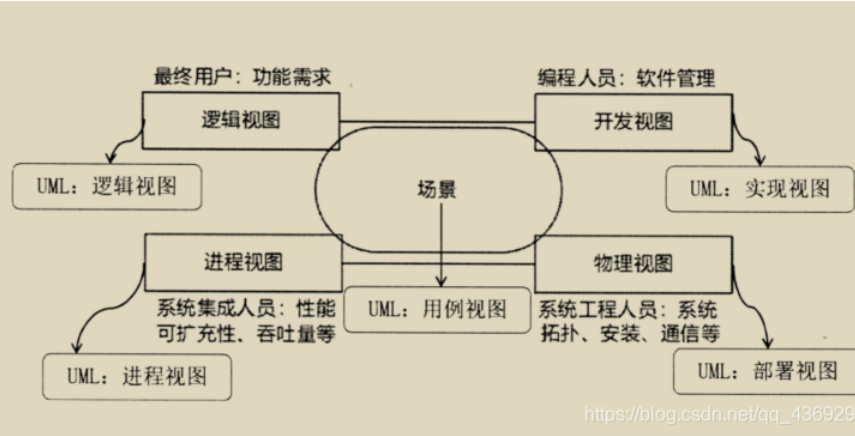 最终用户：功能需求
编程人员：软件管理
逻辑视图
开发视图
UML：逻辑视图
场景
UML：实现视图
进程视图
物理视图
系统集成人员：性能
可扩充性、吞吐量等
UML：用例视图
系统工程人员：系统
拓扑、安装、通信等
UML：进程视图
UML：部署视图
https://blog.csdn.net/qq_436929